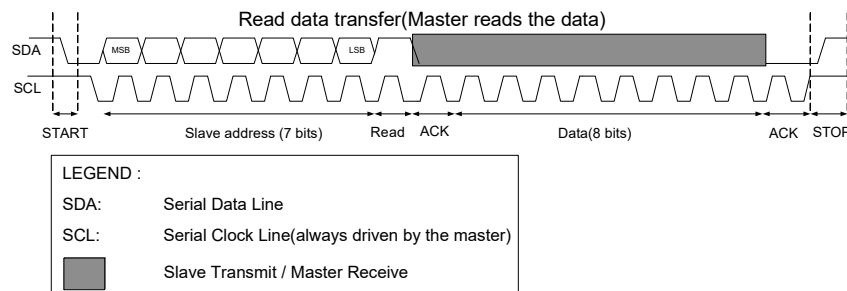 Read data transfer(Master reads the data)
SDA MSB LSB
SCL
START Slave address (7 bits) Read ACK Data(8 bits) ACK STOP
LEGEND :
SDA: Serial Data Line
SCL: Serial Clock Line(always driven by the master)
Slave Transmit / Master Receive